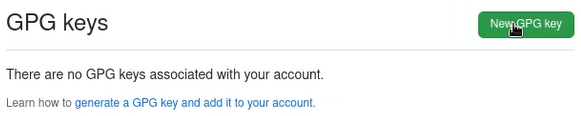 GPG keys
New GPG key
There are no GPG keys associated with your account.
Learn how to generate a GPG key and add it to your account.